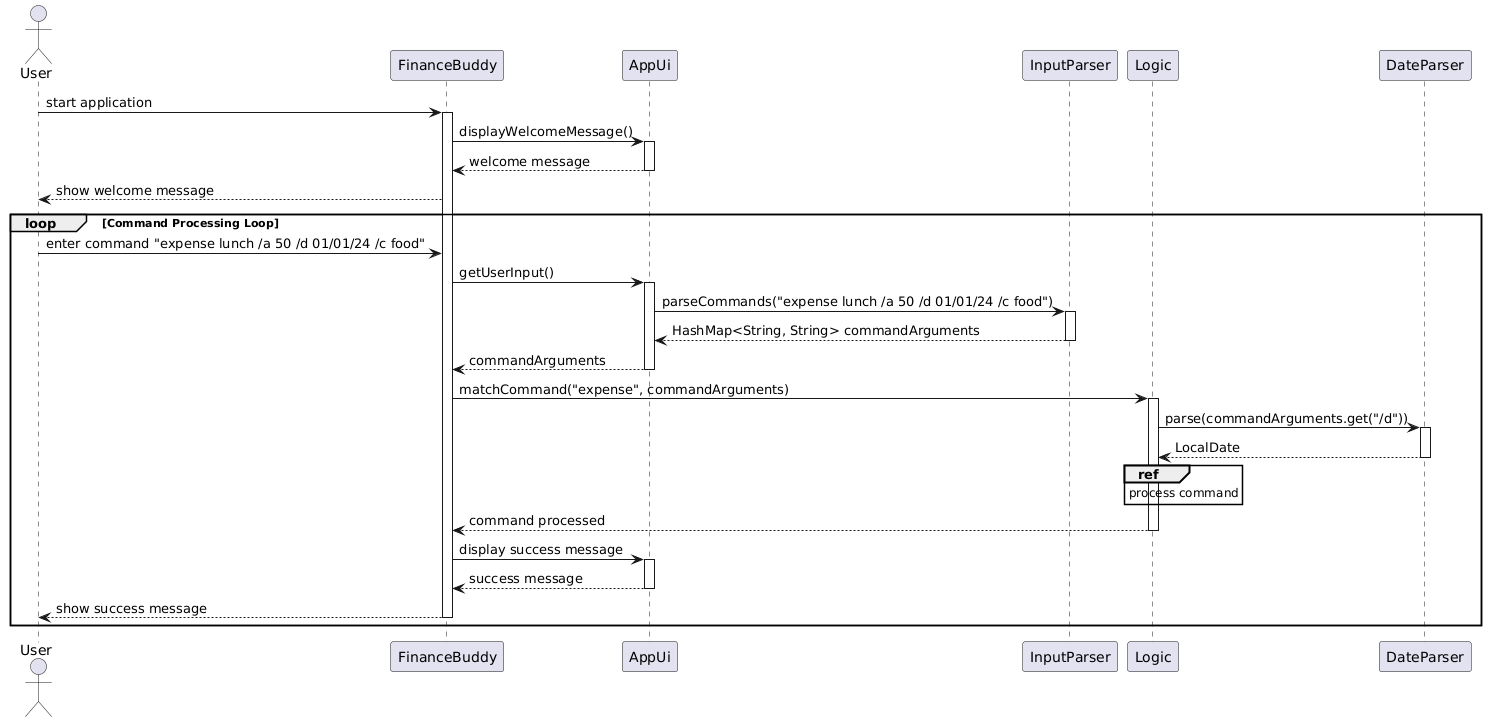 User
FinanceBuddy
AppUi
InputParser
Logic
DateParser
start application
displayWelcomeMessage()
welcome message
show welcome message
loop
[Command Processing Loop]
enter command "expense lunch /a 50 /d 01/01/24 /c food"
getUserInput()
parseCommands("expense lunch /a 50 /d 01/01/24 /c food")
HashMap<String, String> commandArguments
commandArguments
matchCommand("expense", commandArguments)
parse(commandArguments.get("/d"))
LocalDate
ref
process command
command processed
display success message
success message
show success message
User
FinanceBuddy
AppUi
InputParser
Logic
DateParser